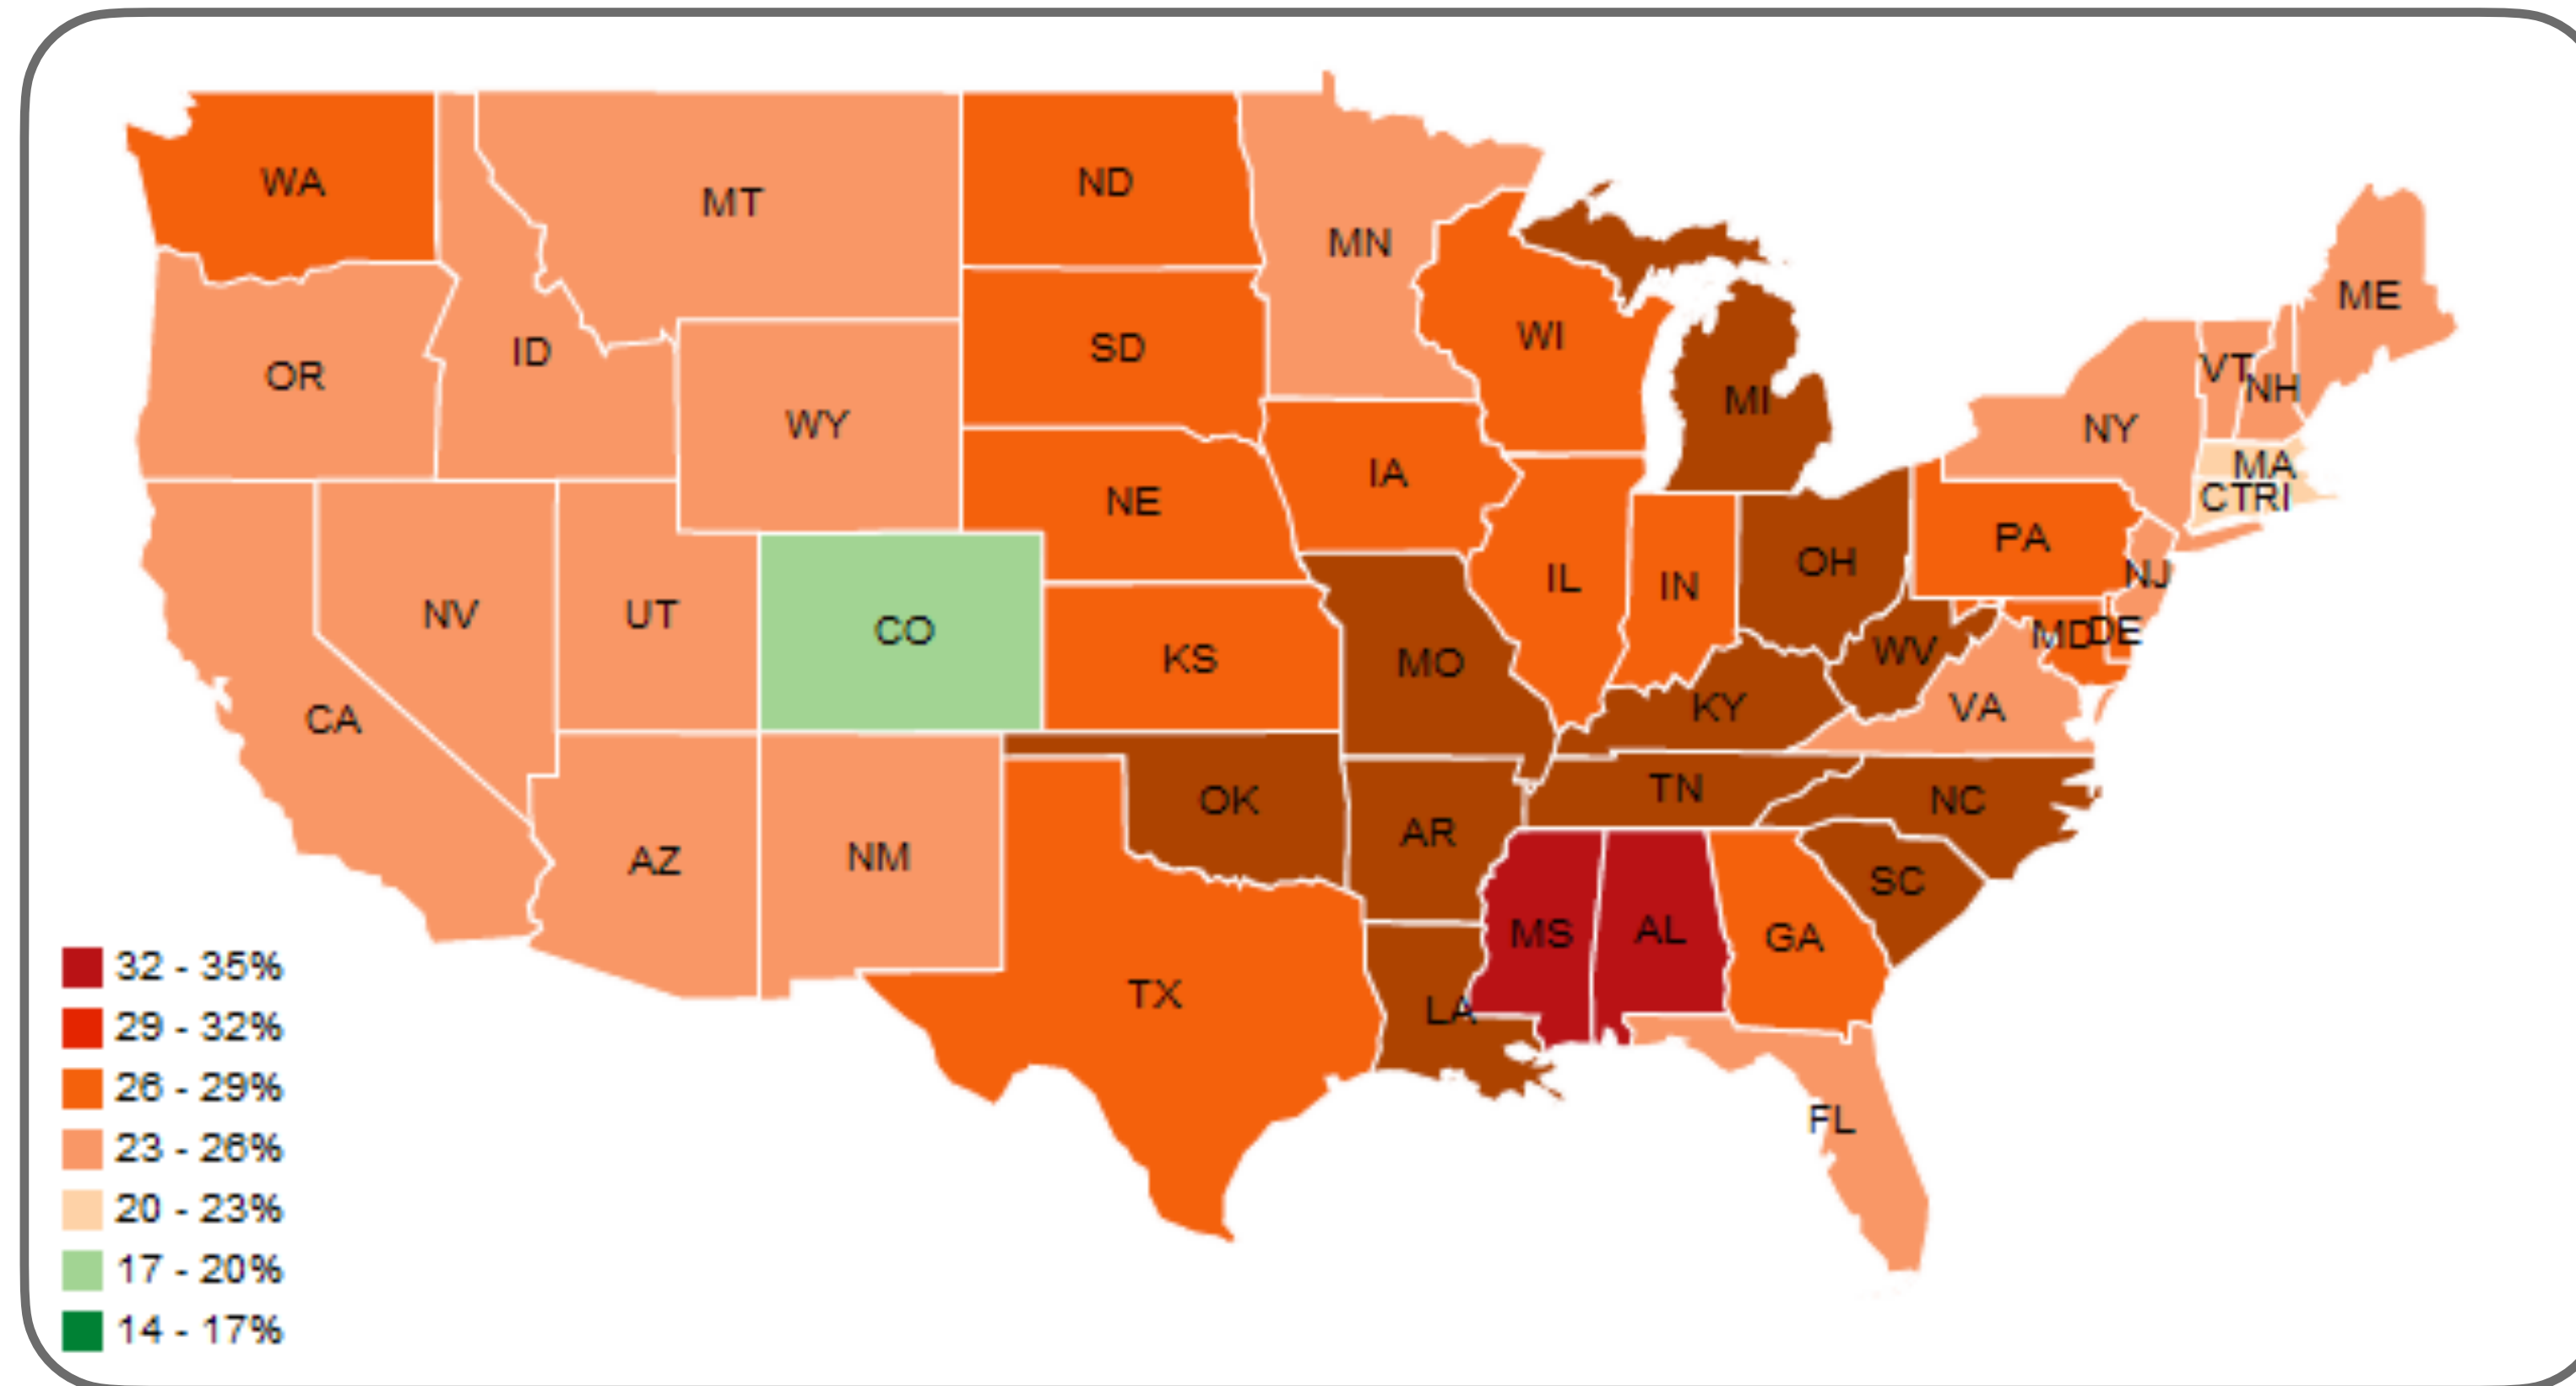 WA
MT
ND
MN
ME
OR
ID
SD
WI
VT
NH
WY
MI
NY
NE
IA
MA
CT RI
PA
NV
UT
CO
KS
MO
IL
IN
OH
NJ
MD DE
WV
CA
KY
VA
AZ
NM
OK
AR
TN
NC
SC
MS
AL
GA
TX
LA
FL
32 - 35%
29 - 32%
26 - 29%
23 - 26%
20 - 23%
17 - 20%
14 - 17%